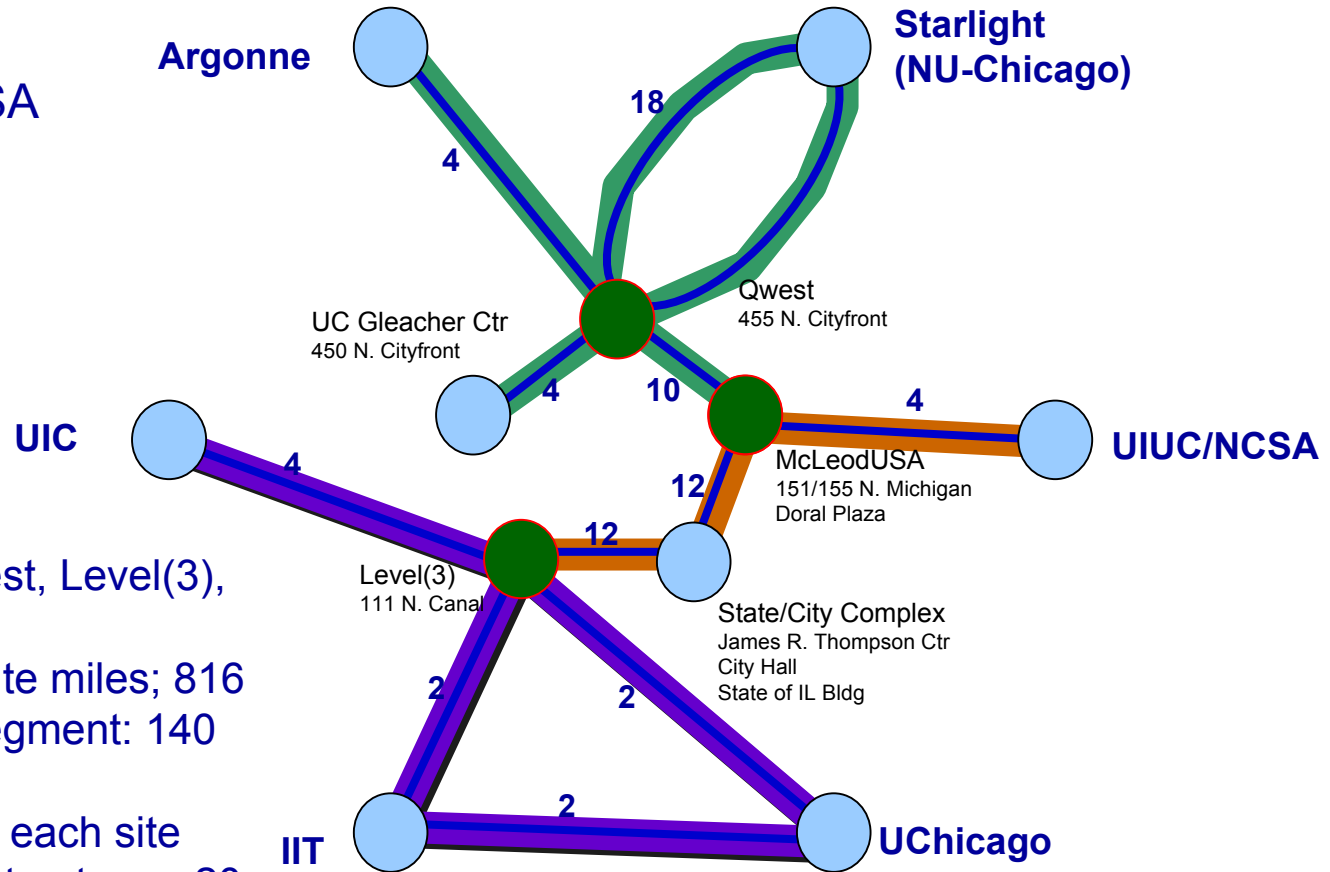 Starlight
(NU-Chicago)
Argonne
SA
18
4
Qwest
455 N. Cityfront
UC Gleacher Ctr
450 N. Cityfront
4
10
4
UIC
UIUC/NCSA
4
McLeodUSA
151/155 N. Michigan
Doral Plaza
12
12
est, Level(3),
Level(3)
111 N. Canal
State/City Complex
James R. Thompson Ctr
City Hall
State of IL Bldg
te miles; 816
2
2
egment: 140
2
each site
IIT
UChicago